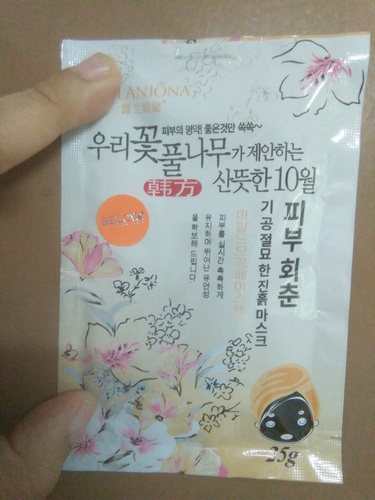 LANJÕNA
피부의 영약! 좋은것만 쏙쏙~
우리꽃
풀나무가 제안하는
산뜻한 10월
韩方
BELONA
피부 회춘
기공 절묘한 진흙 마스크
피부를 실시간 촉촉하게
유지하며 뛰어난 유연성
을 확보해 드립니다
25g